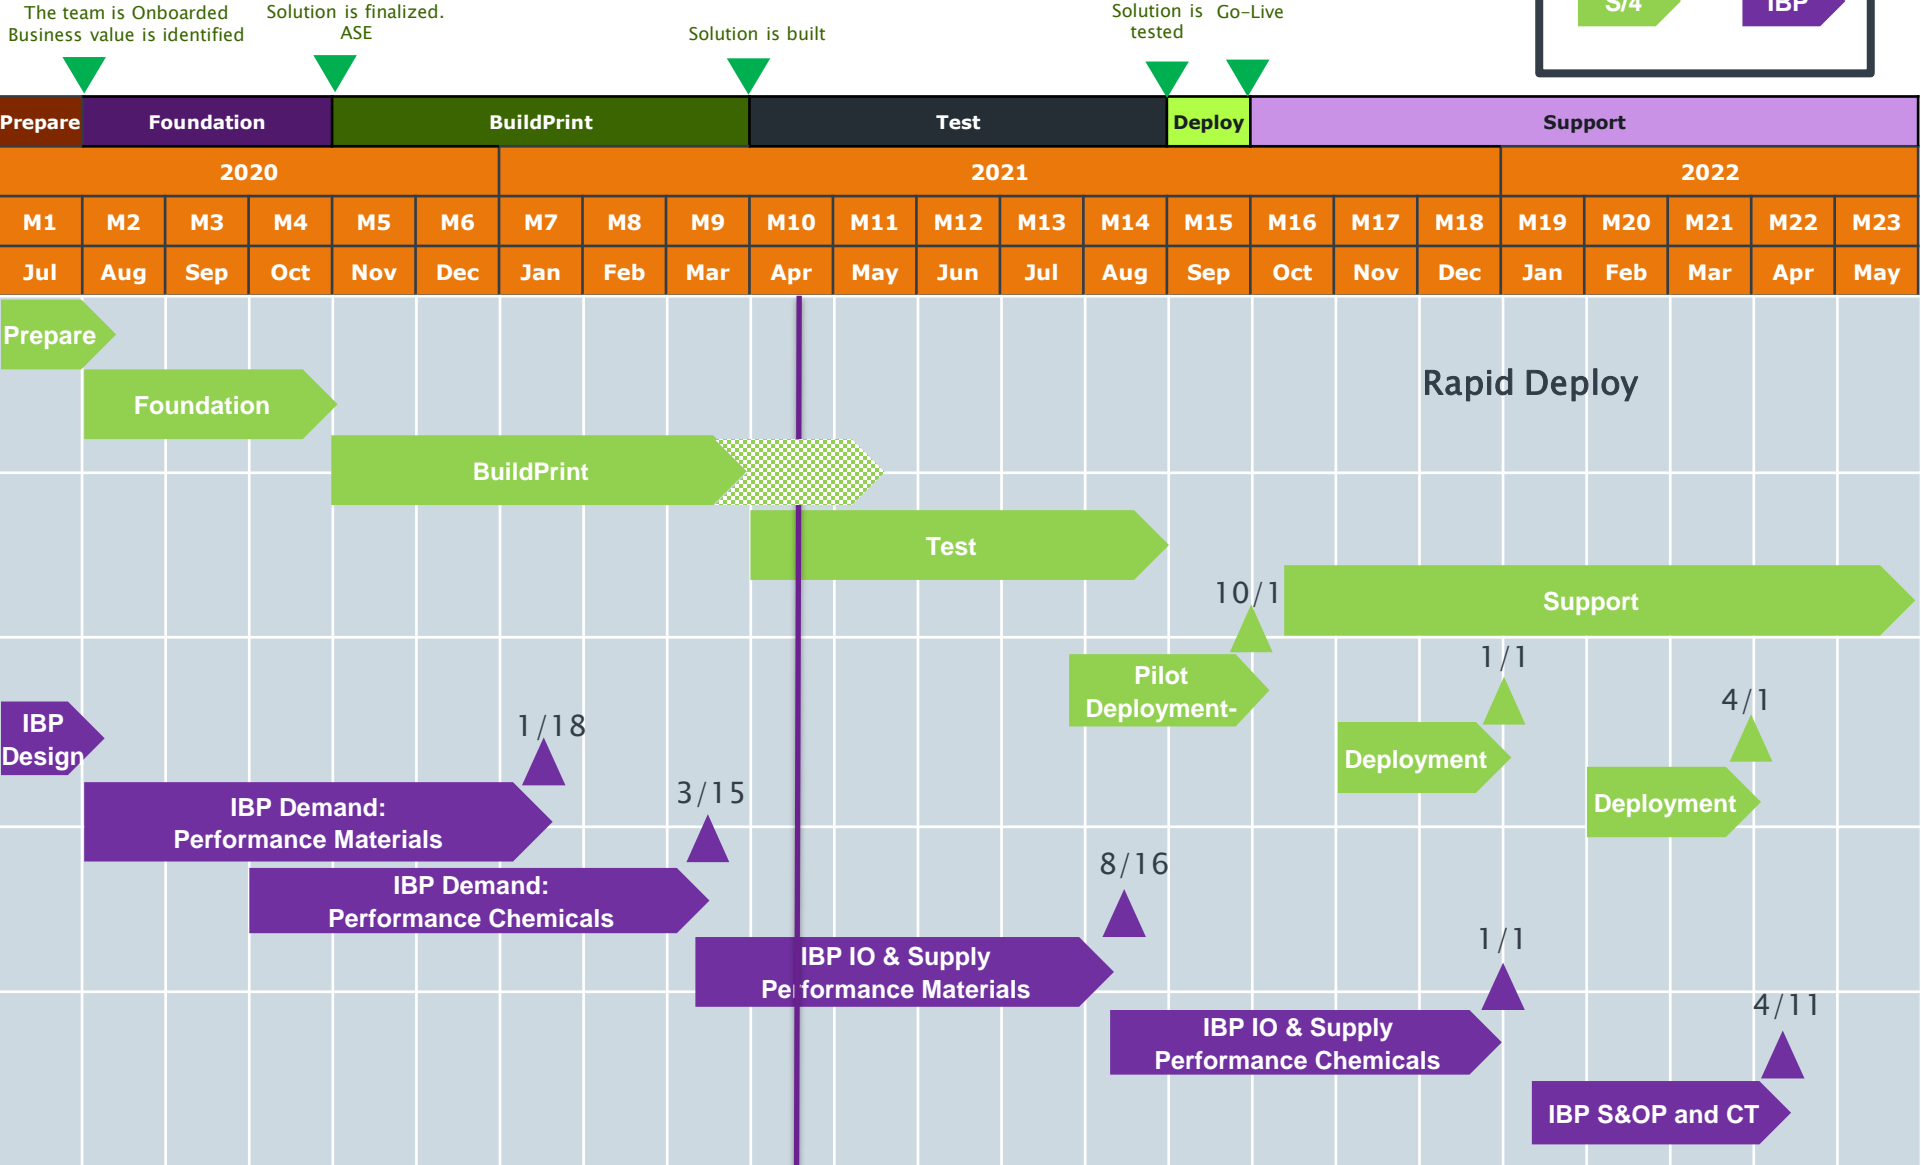 The team is Onboarded
Business value is identified
Solution is finalized.
ASE
Solution is built
Solution is
tested
Go-Live
S/4
IBP
Prepare
Foundation
BuildPrint
Test
Deploy
Support
2020
2021
2022
M1 M2 M3 M4 M5 M6 M7 M8 M9 M10 M11 M12 M13 M14 M15 M16 M17 M18 M19 M20 M21 M22 M23
Jul Aug Sep Oct Nov Dec Jan Feb Mar Apr May Jun Jul Aug Sep Oct Nov Dec Jan Feb Mar Apr May
Prepare
Rapid Deploy
Foundation
BuildPrint
Test
10/1
Support
Pilot
Deployment-
1/1
Deployment
4/1
Deployment
IBP
Design
1/18
IBP Demand:
Performance Materials
3/15
IBP Demand:
Performance Chemicals
8/16
IBP IO & Supply
Performance Materials
1/1
IBP IO & Supply
Performance Chemicals
4/11
IBP S&OP and CT